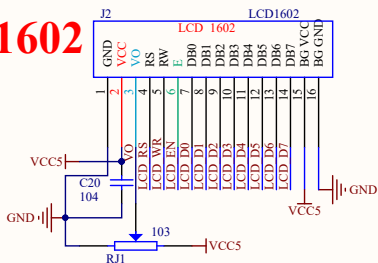 1602
J2
LCD1602
LCD 1602
GND
VCC
VO
RS
RW
E
DB0
DB1
DB2
DB3
DB4
DB5
DB6
DB7
BG VCC
BG GND
1
2
3
4
5
6
7
8
9
10
11
12
13
14
15
16
VO
LCD RS
LCD WR
LCD EN
LCD D0
LCD D1
LCD D2
LCD D3
LCD D4
LCD D5
LCD D6
LCD D7
VCC5
C20
104
GND
VCC5
GND
103
VCC5
RJ1